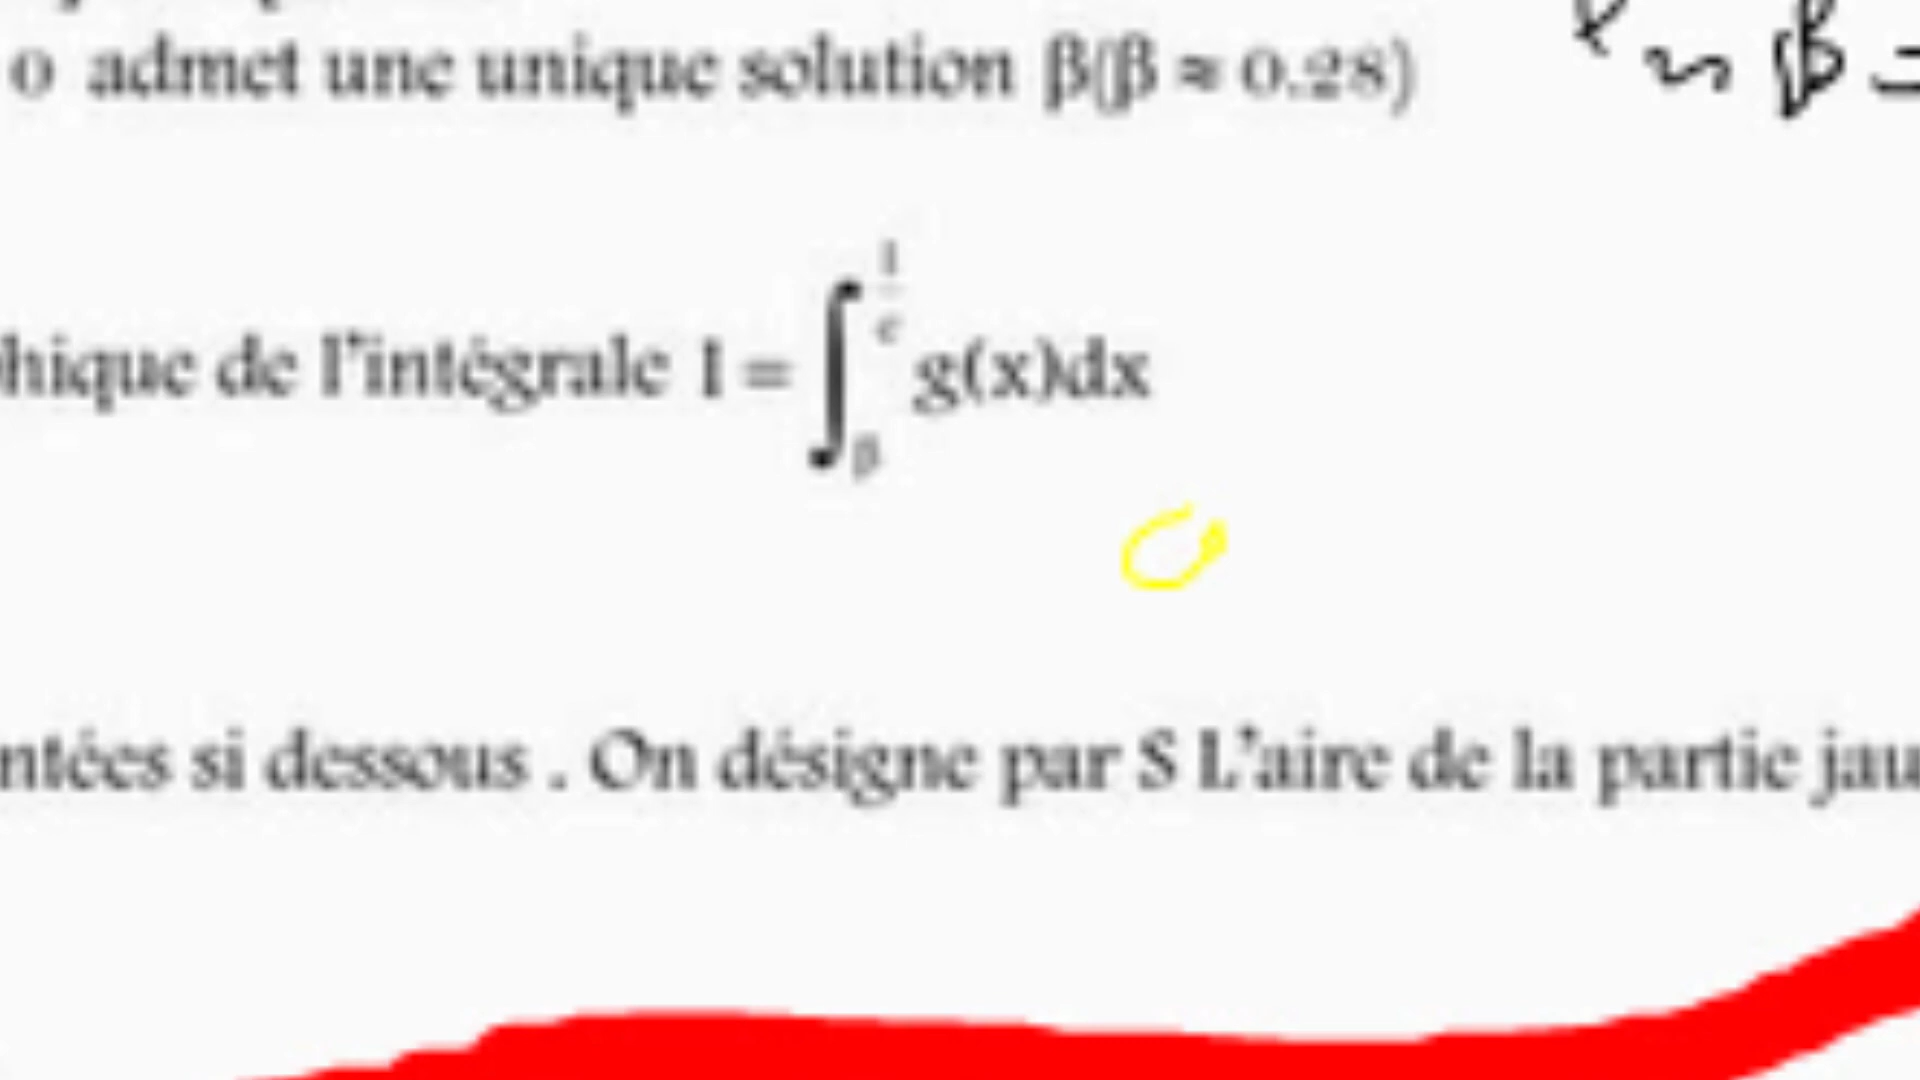 o admet une unique solution β(β ≈ 0.28)
≈ β =
hique de l'intégrale I = ∫_β^{1/e} g(x)dx
ntées si dessous . On désigne par S L'aire de la partie jau